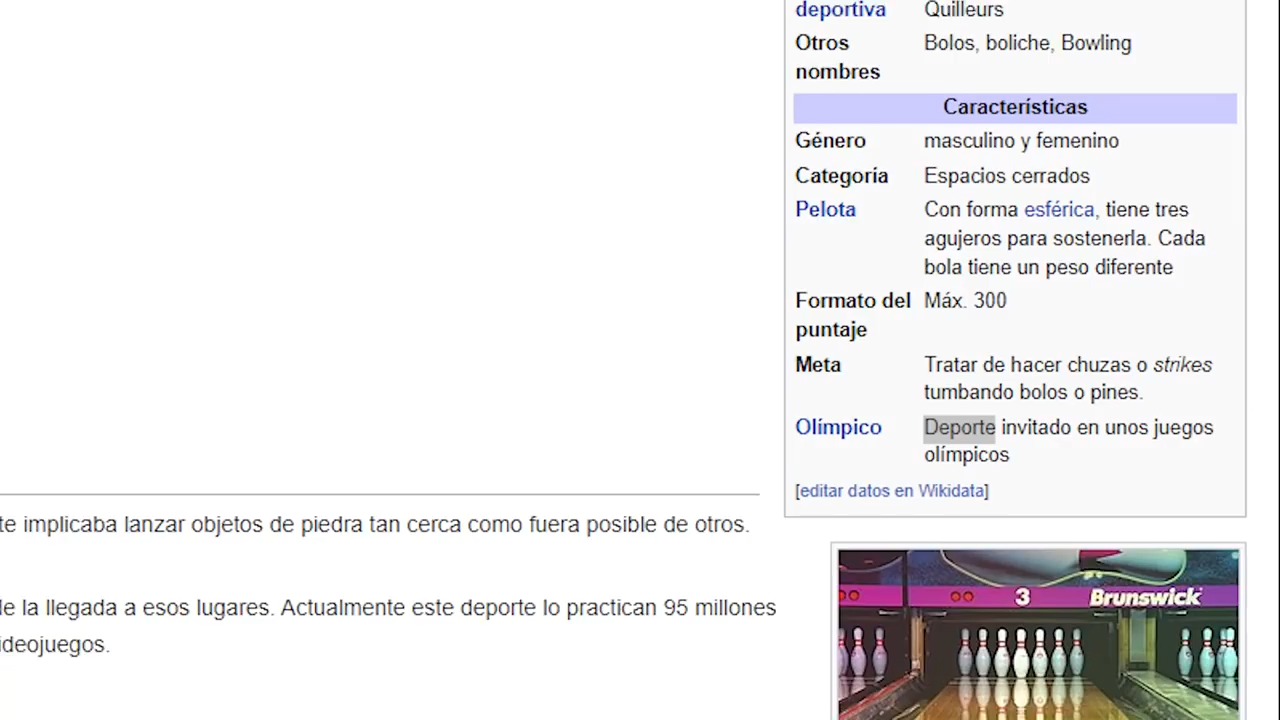 deportiva Quilleurs
Otros nombres Bolos, boliche, Bowling
Características
Género masculino y femenino
Categoría Espacios cerrados
Pelota Con forma esférica, tiene tres
agujeros para sostenerla. Cada
bola tiene un peso diferente
Formato del puntaje Máx. 300
Meta Tratar de hacer chuzas o strikes
tumbando bolos o pines.
Olímpico Deporte invitado en unos juegos
olímpicos
[editar datos en Wikidata]
te implicaba lanzar objetos de piedra tan cerca como fuera posible de otros.
de la llegada a esos lugares. Actualmente este deporte lo practican 95 millones
ideojuegos.
3 Brunswick